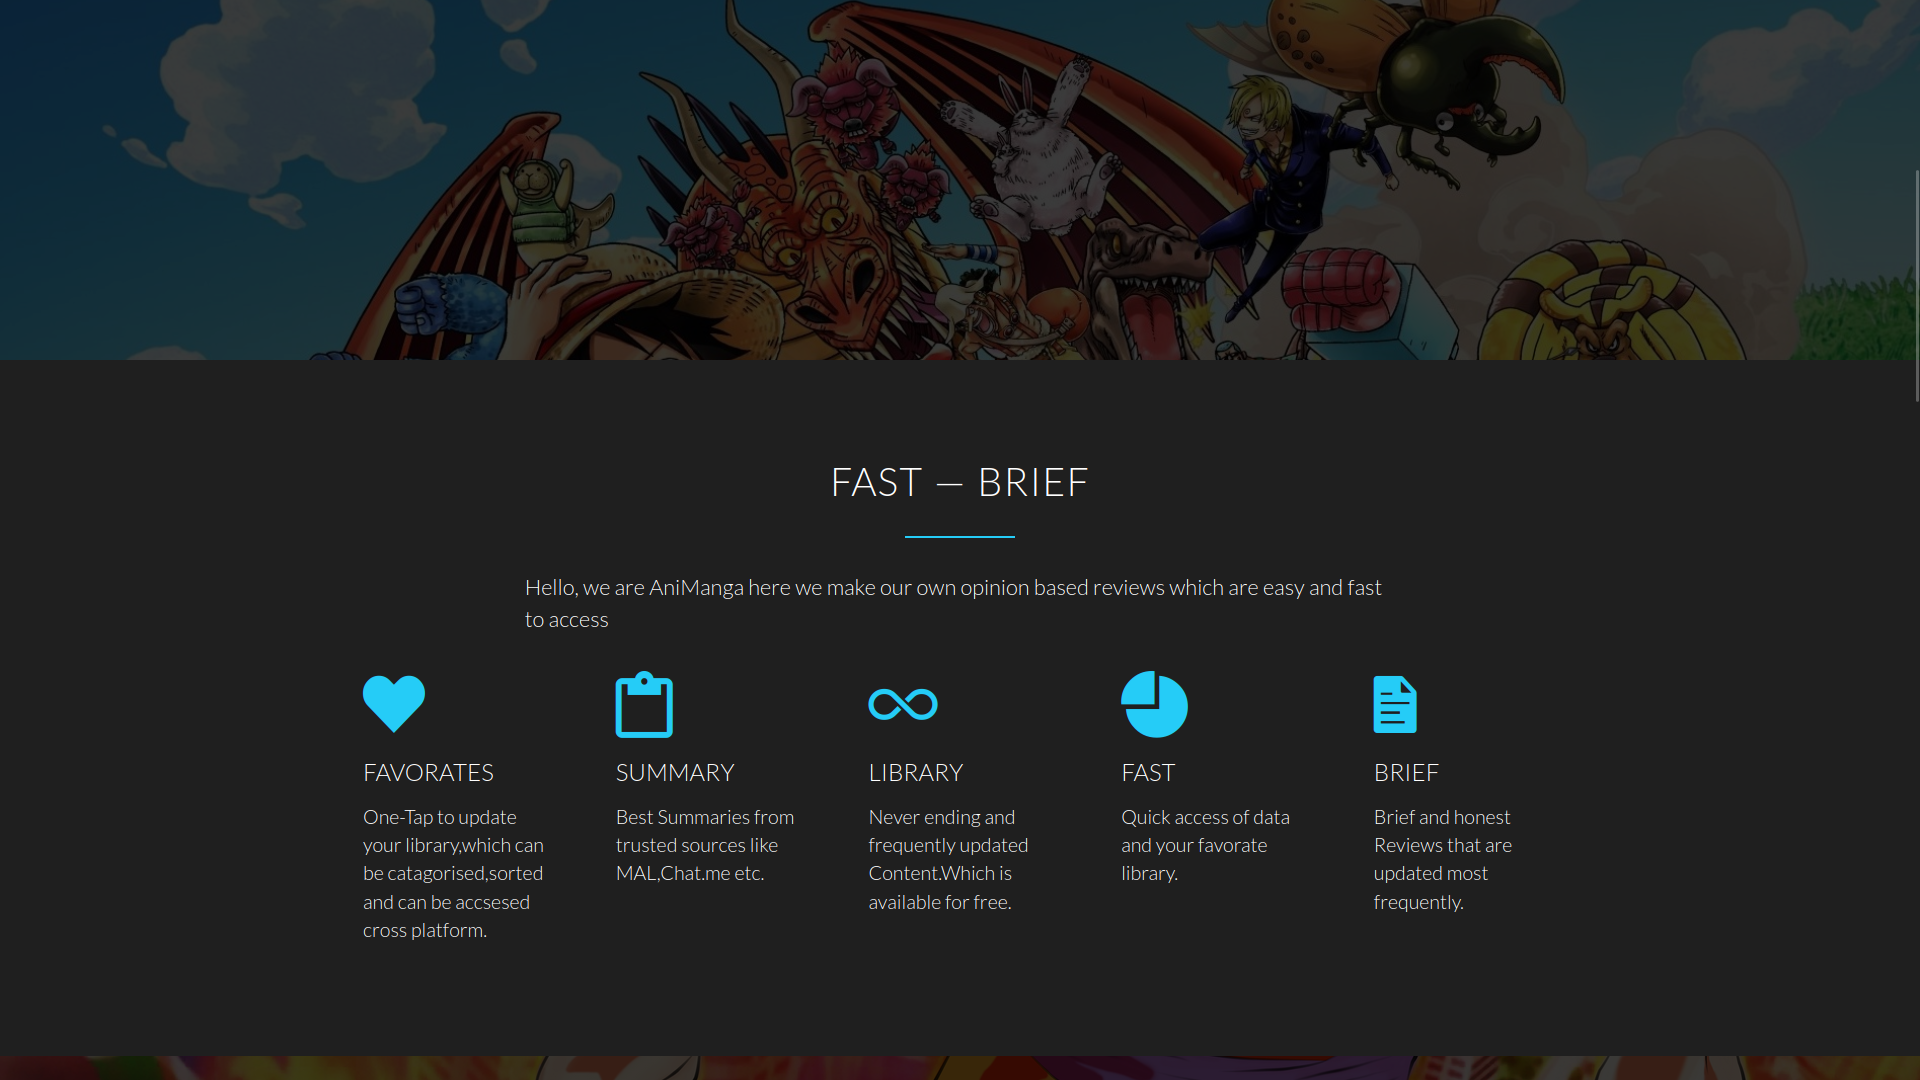 FAST — BRIEF
Hello, we are AniManga here we make our own opinion based reviews which are easy and fast
to access
FAVORATES
One-Tap to update
your library,which can
be catagorised,sorted
and can be accsesed
cross platform.
SUMMARY
Best Summaries from
trusted sources like
MAL,Chat.me etc.
LIBRARY
Never ending and
frequently updated
Content.Which is
available for free.
FAST
Quick access of data
and your favorate
library.
BRIEF
Brief and honest
Reviews that are
updated most
frequently.